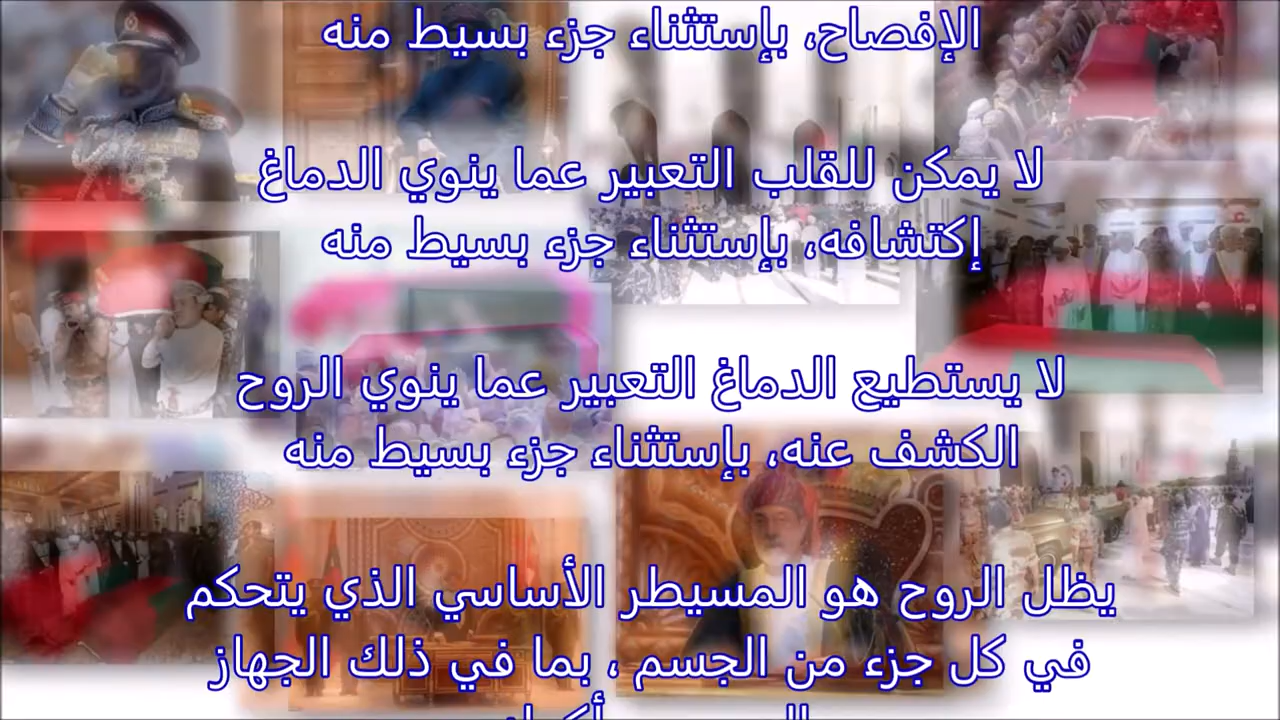 الإفصاح، بإستثناء جزء بسيط منه
لا يمكن للقلب التعبير عما ينوي الدماغ
إكتشافه، بإستثناء جزء بسيط منه
لا يستطيع الدماغ التعبير عما ينوي الروح
الكشف عنه، بإستثناء جزء بسيط منه
يظل الروح هو المسيطر الأساسي الذي يتحكم
في كل جزء من الجسم ، بما في ذلك الجهاز